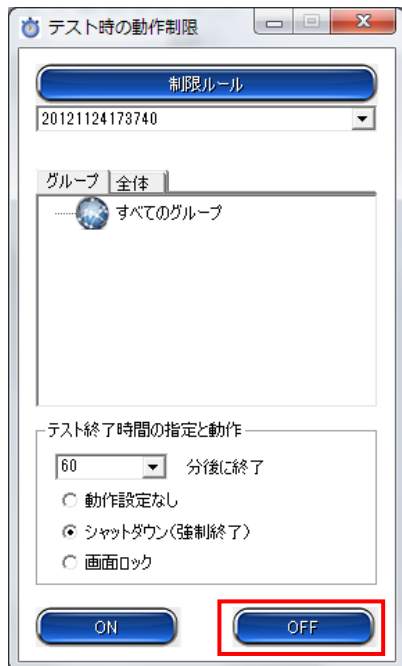 テスト時の動作制限
制限ルール
20121124173740
グループ 全体
すべてのグループ
テスト終了時間の指定と動作
60 分後に終了
動作設定なし
シャットダウン(強制終了)
画面ロック
ON OFF